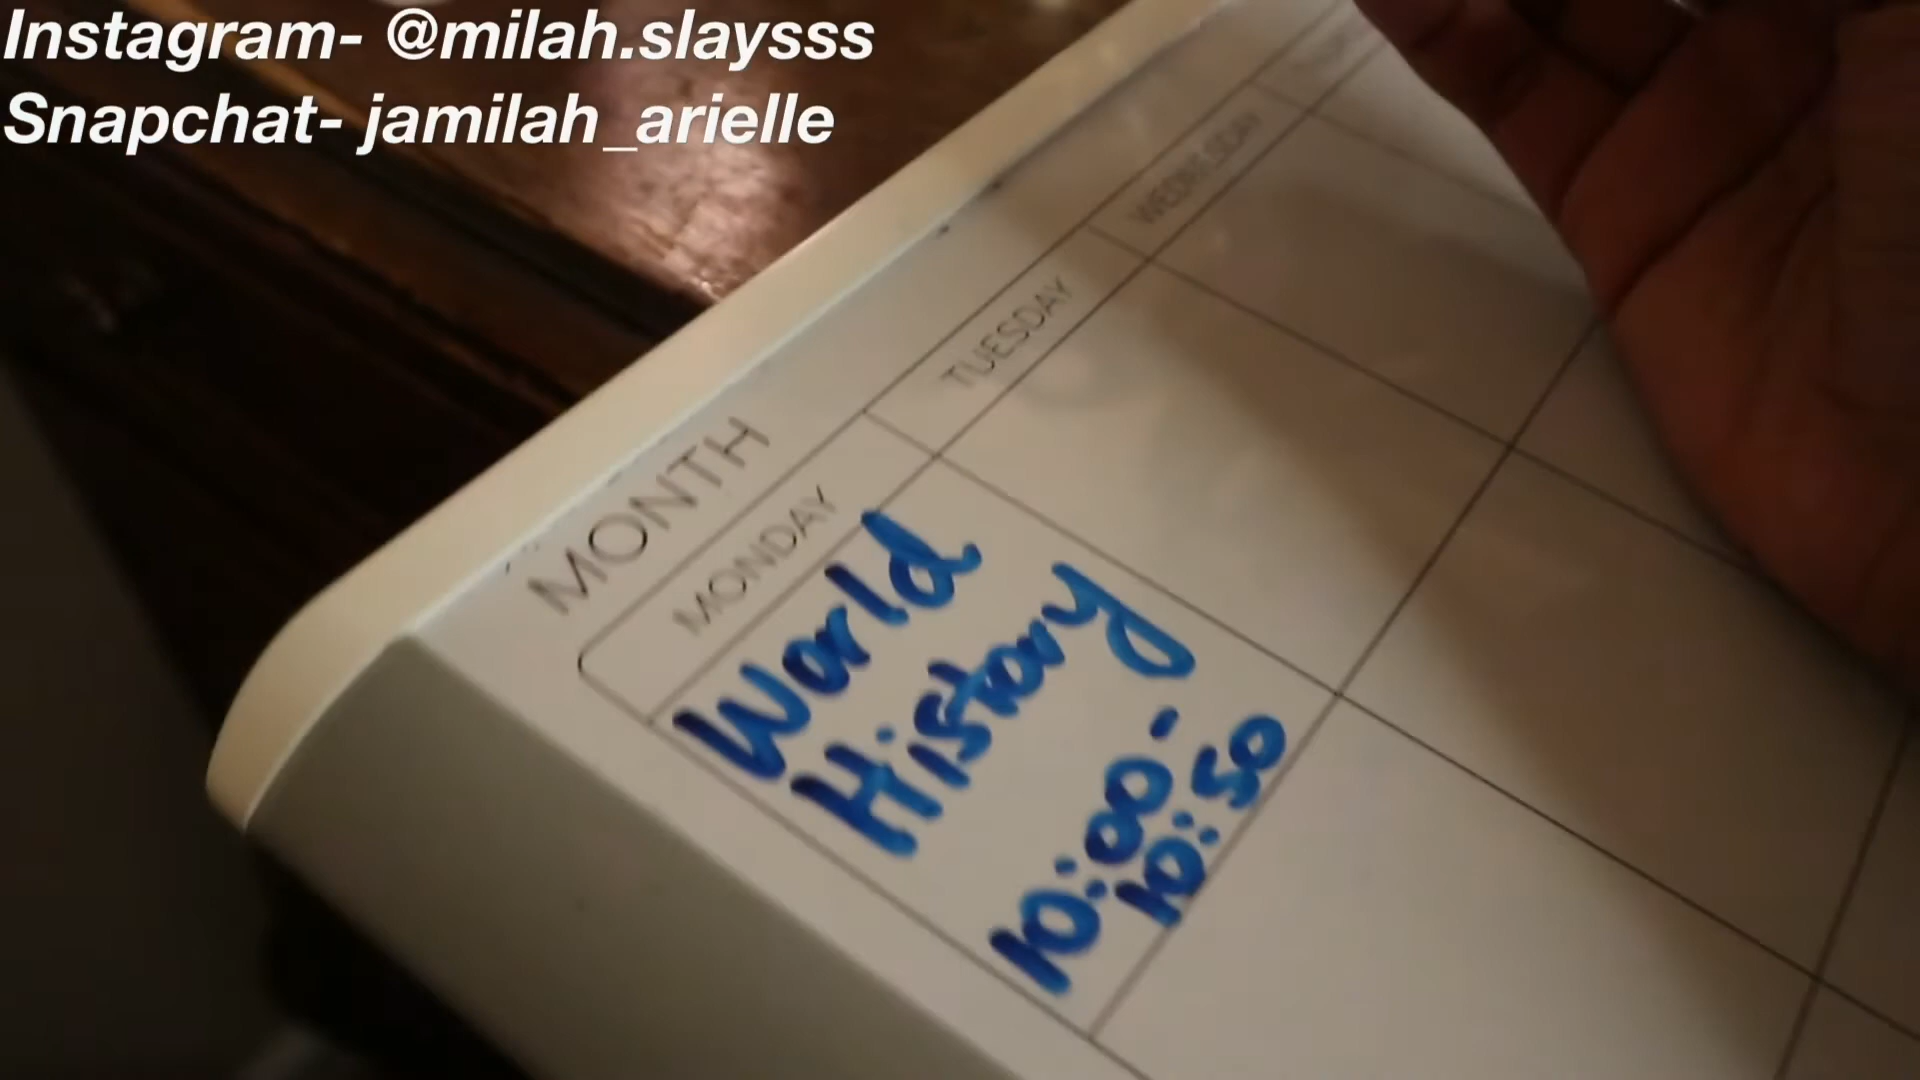 Instagram- @milah.slaysss
Snapchat- jamilah_arielle
MONTH
MONDAY
TUESDAY
WEDNESDAY
World
History
10:00-
10:50